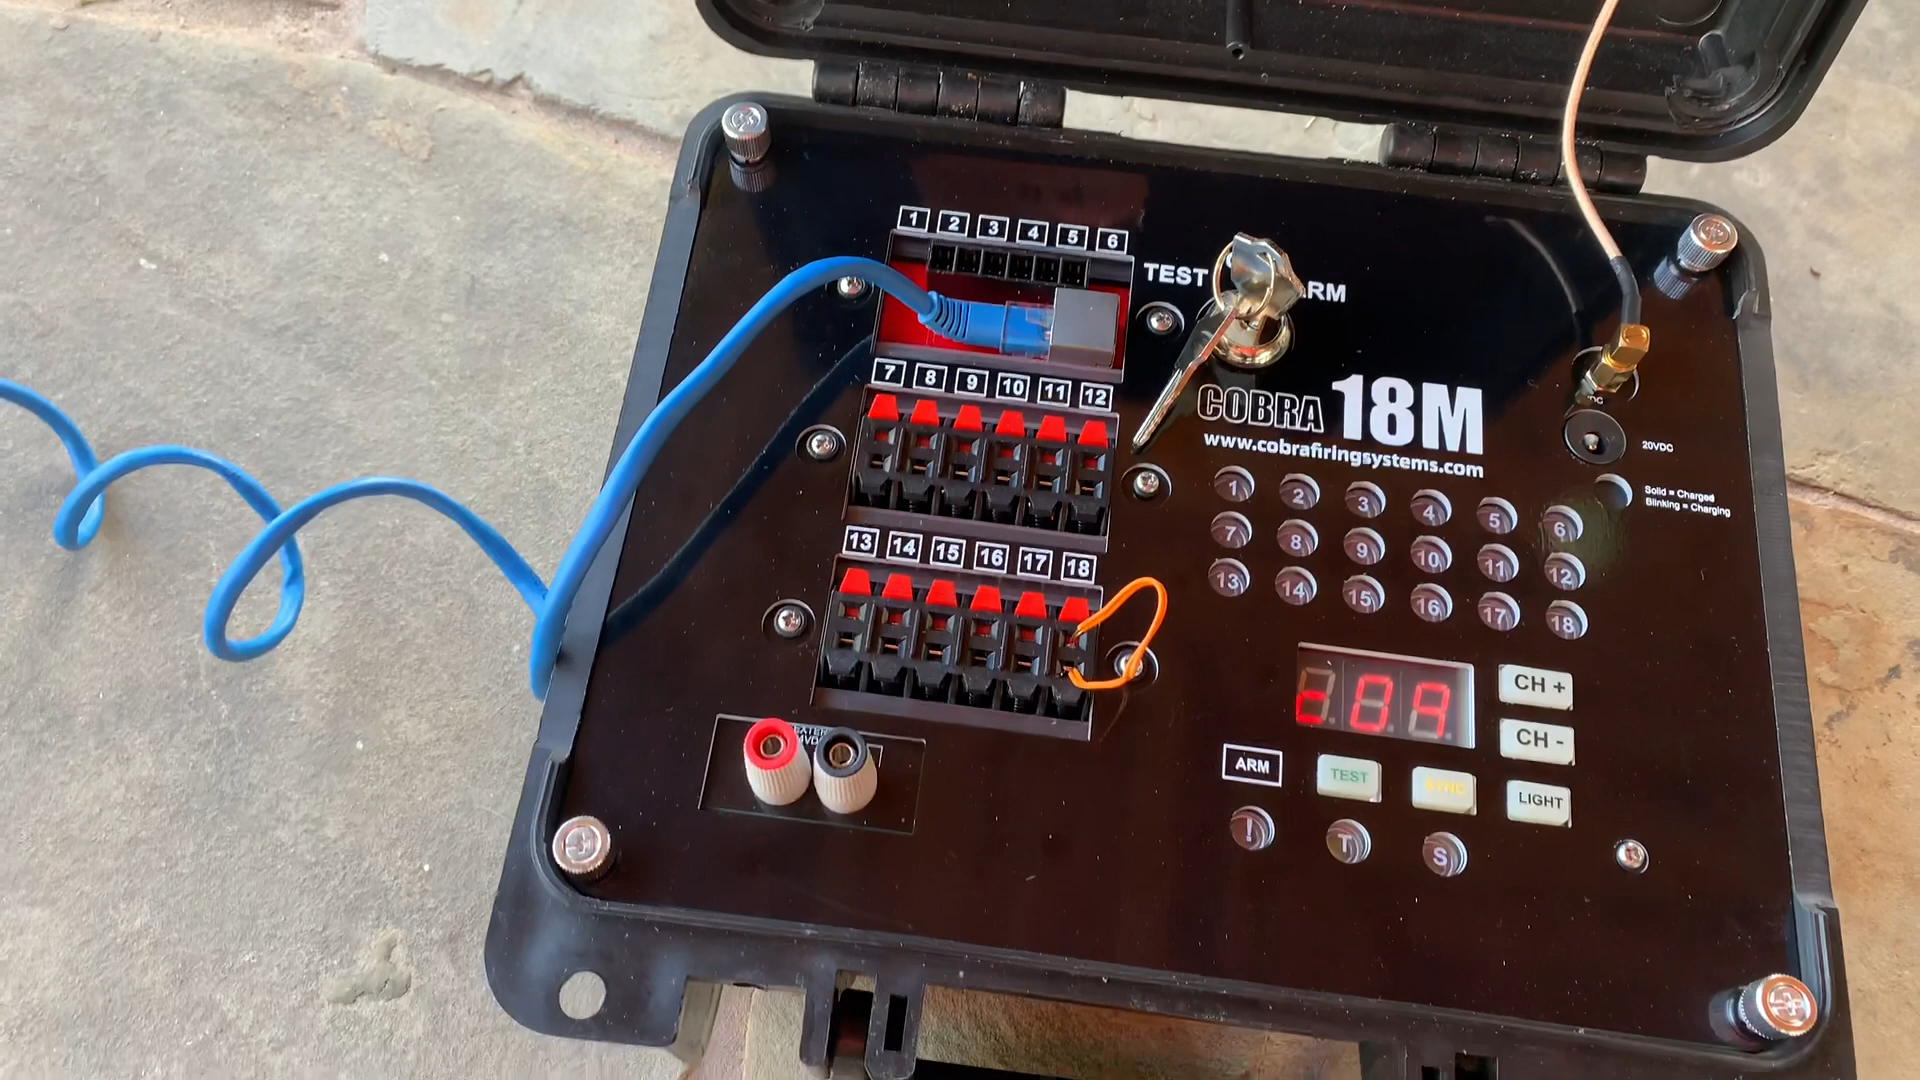 1 2 3 4 5 6
TEST ARM
7 8 9 10 11 12
COBRA 18M
www.cobrafiringsystems.com
20VDC
Solid = Charged
Blinking = Charging
1 2 3 4 5 6
7 8 9 10 11 12
13 14 15 16 17 18
13 14 15 16 17 18
09
CH +
CH -
ARM TEST SYNC LIGHT
! T S